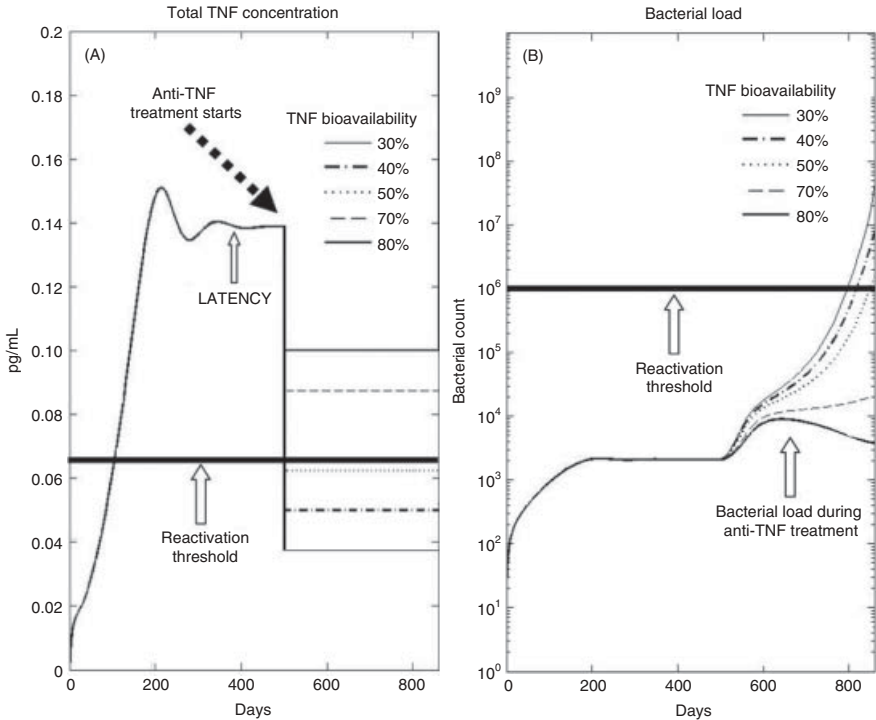 Total TNF concentration
(A)
Anti-TNF
treatment starts
TNF bioavailability
30%
40%
50%
70%
80%
LATENCY
Reactivation
threshold
0.2
0.18
0.16
0.14
0.12
0.10
0.08
0.06
0.04
0.02
0
pg/mL
0
200
400
600
800
Days
Bacterial load
(B)
TNF bioavailability
30%
40%
50%
70%
80%
Reactivation
threshold
Bacterial load during
anti-TNF treatment
10⁹
10⁸
10⁷
10⁶
10⁵
10⁴
10³
10²
10¹
10⁰
Bacterial count
0
200
400
600
800
Days